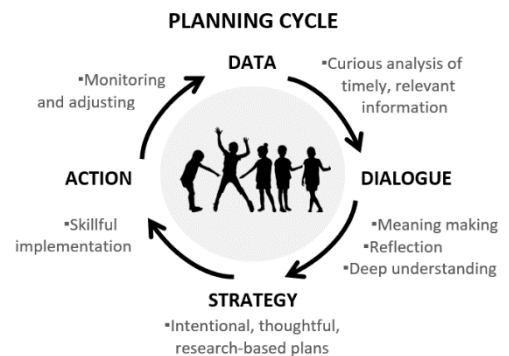 PLANNING CYCLE
DATA
▪Curious analysis of
timely, relevant
information
DIALOGUE
▪Meaning making
▪Reflection
▪Deep understanding
STRATEGY
▪Intentional, thoughtful,
research-based plans
ACTION
▪Skillful
implementation
▪Monitoring
and adjusting